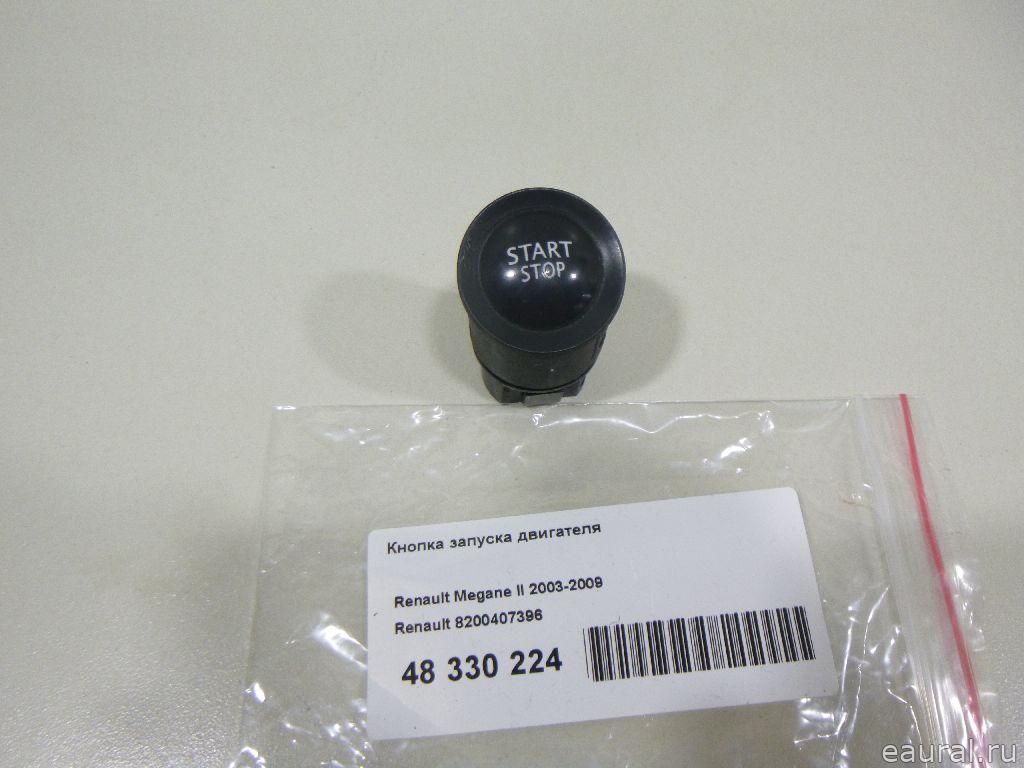 START
STOP
Кнопка запуска двигателя
Renault Megane II 2003-2009
Renault 8200407396
48 330 224
eaural.ru